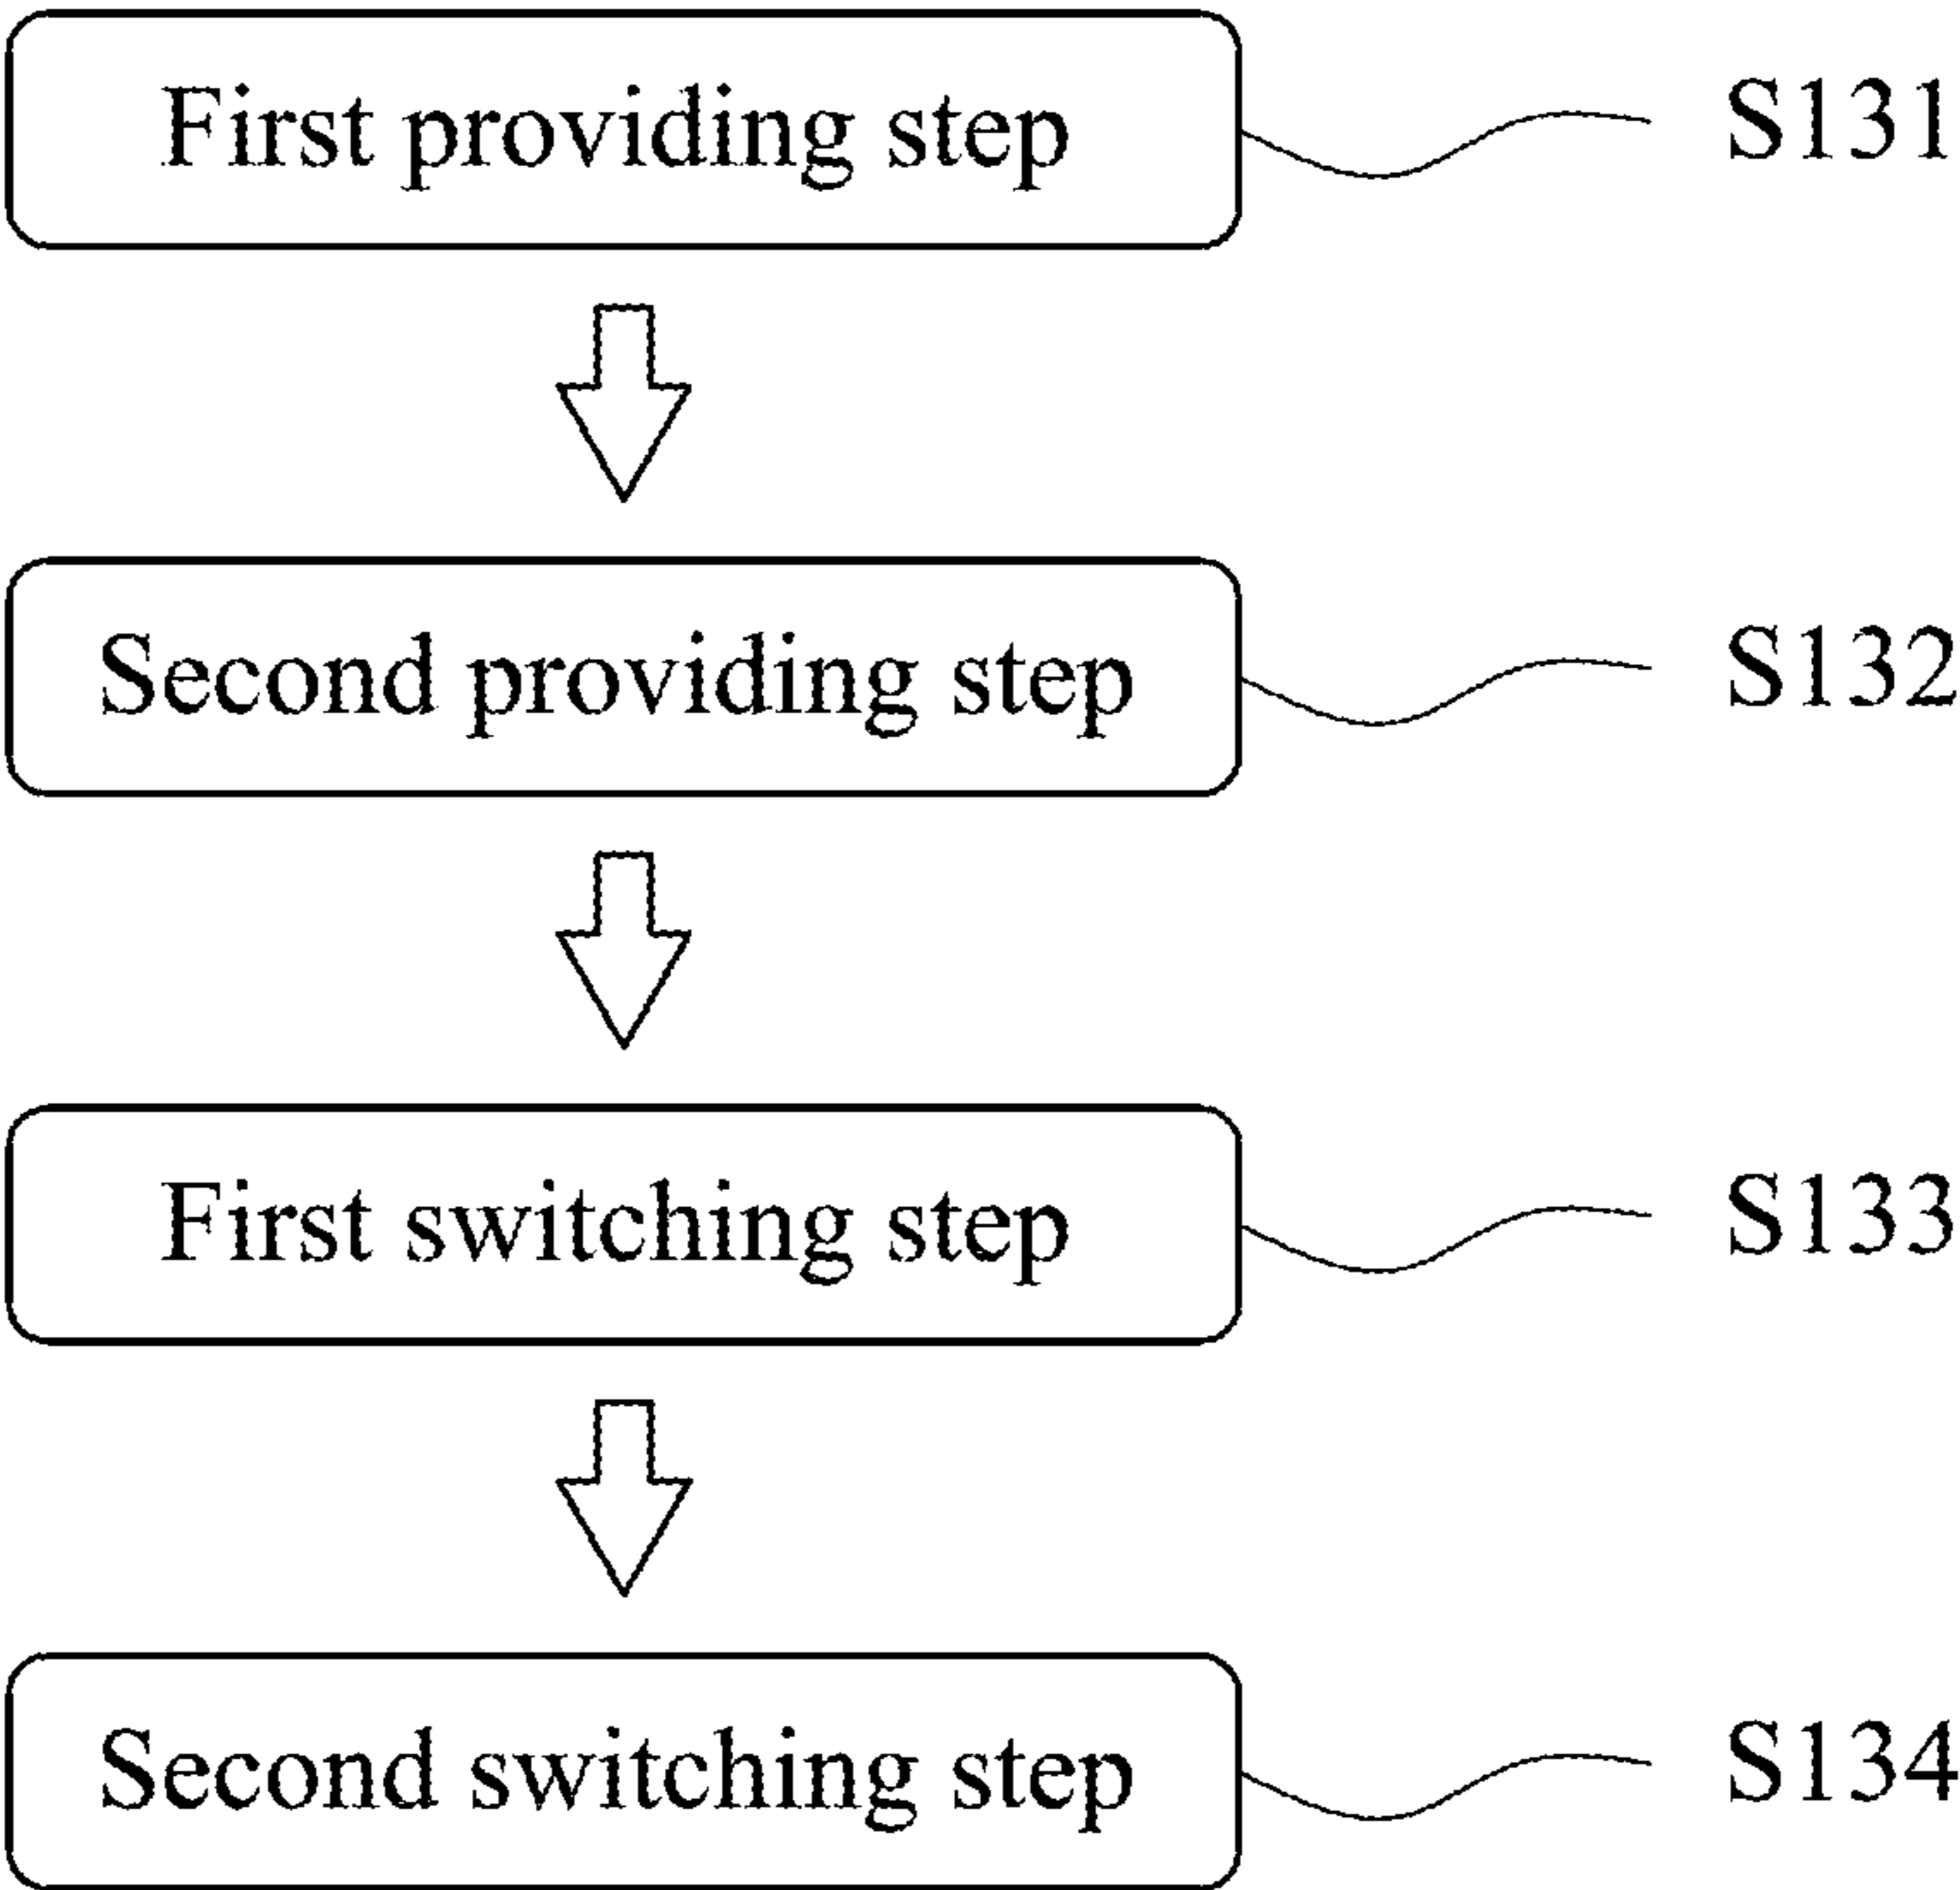 First providing step S131
Second providing step S132
First switching step S133
Second switching step S134